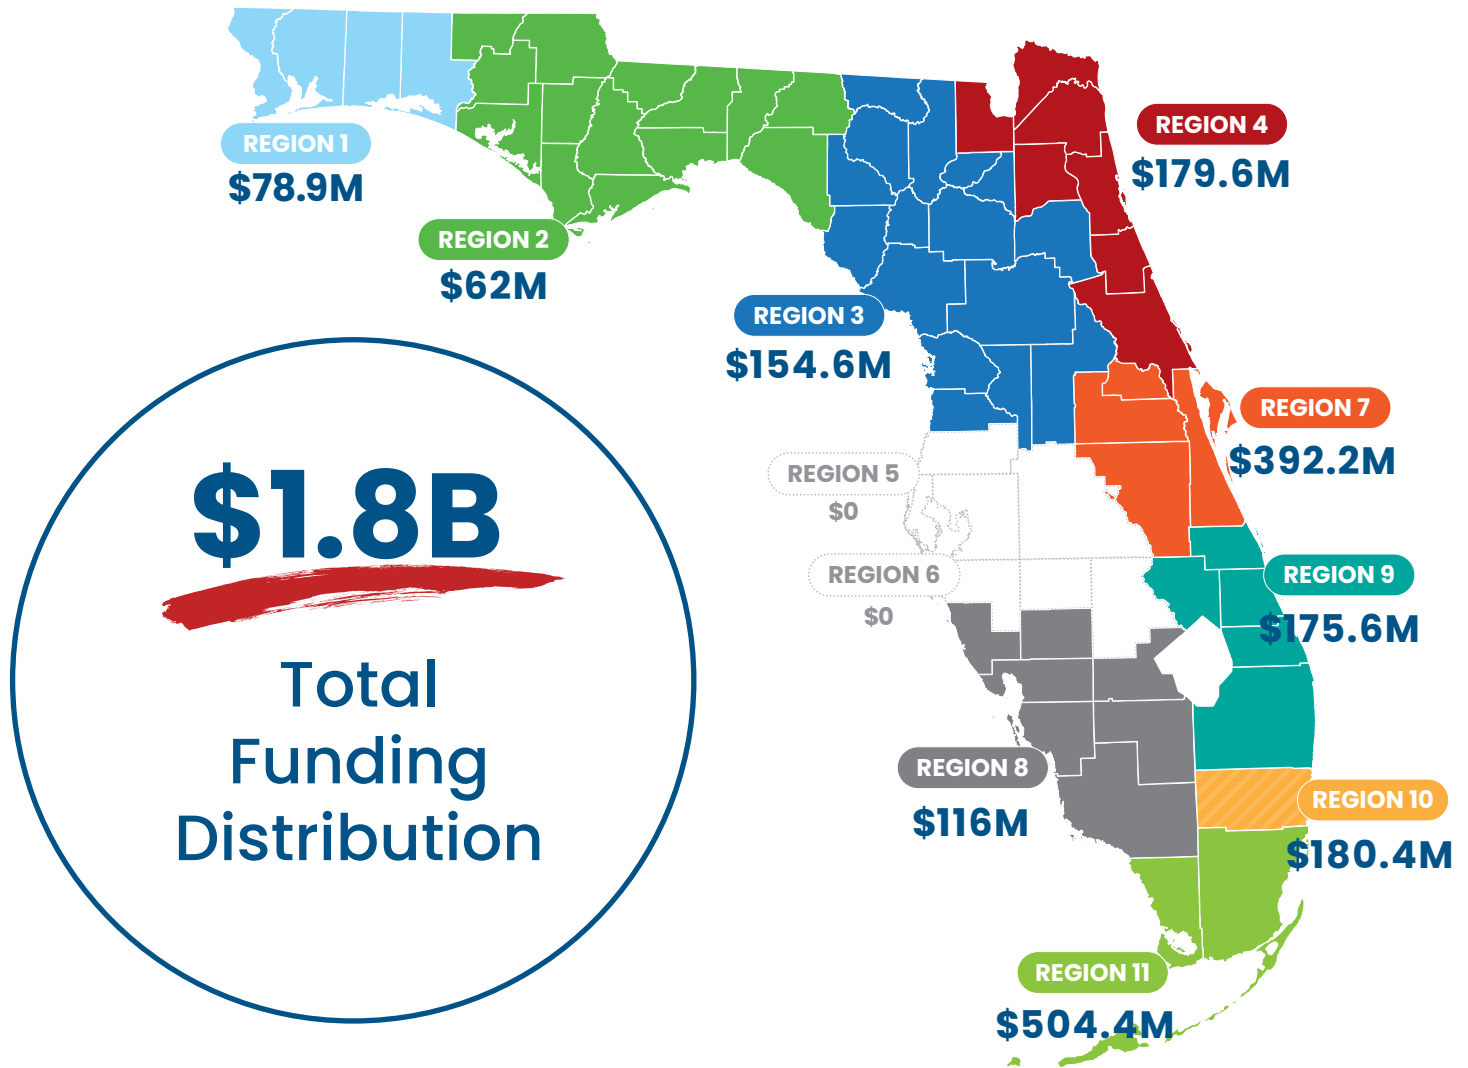 REGION 1
$78.9M
REGION 2
$62M
REGION 3
$154.6M
REGION 4
$179.6M
REGION 5
$0
REGION 6
$0
REGION 7
$392.2M
REGION 8
$116M
REGION 9
$175.6M
REGION 10
$180.4M
REGION 11
$504.4M
$1.8B
Total
Funding
Distribution